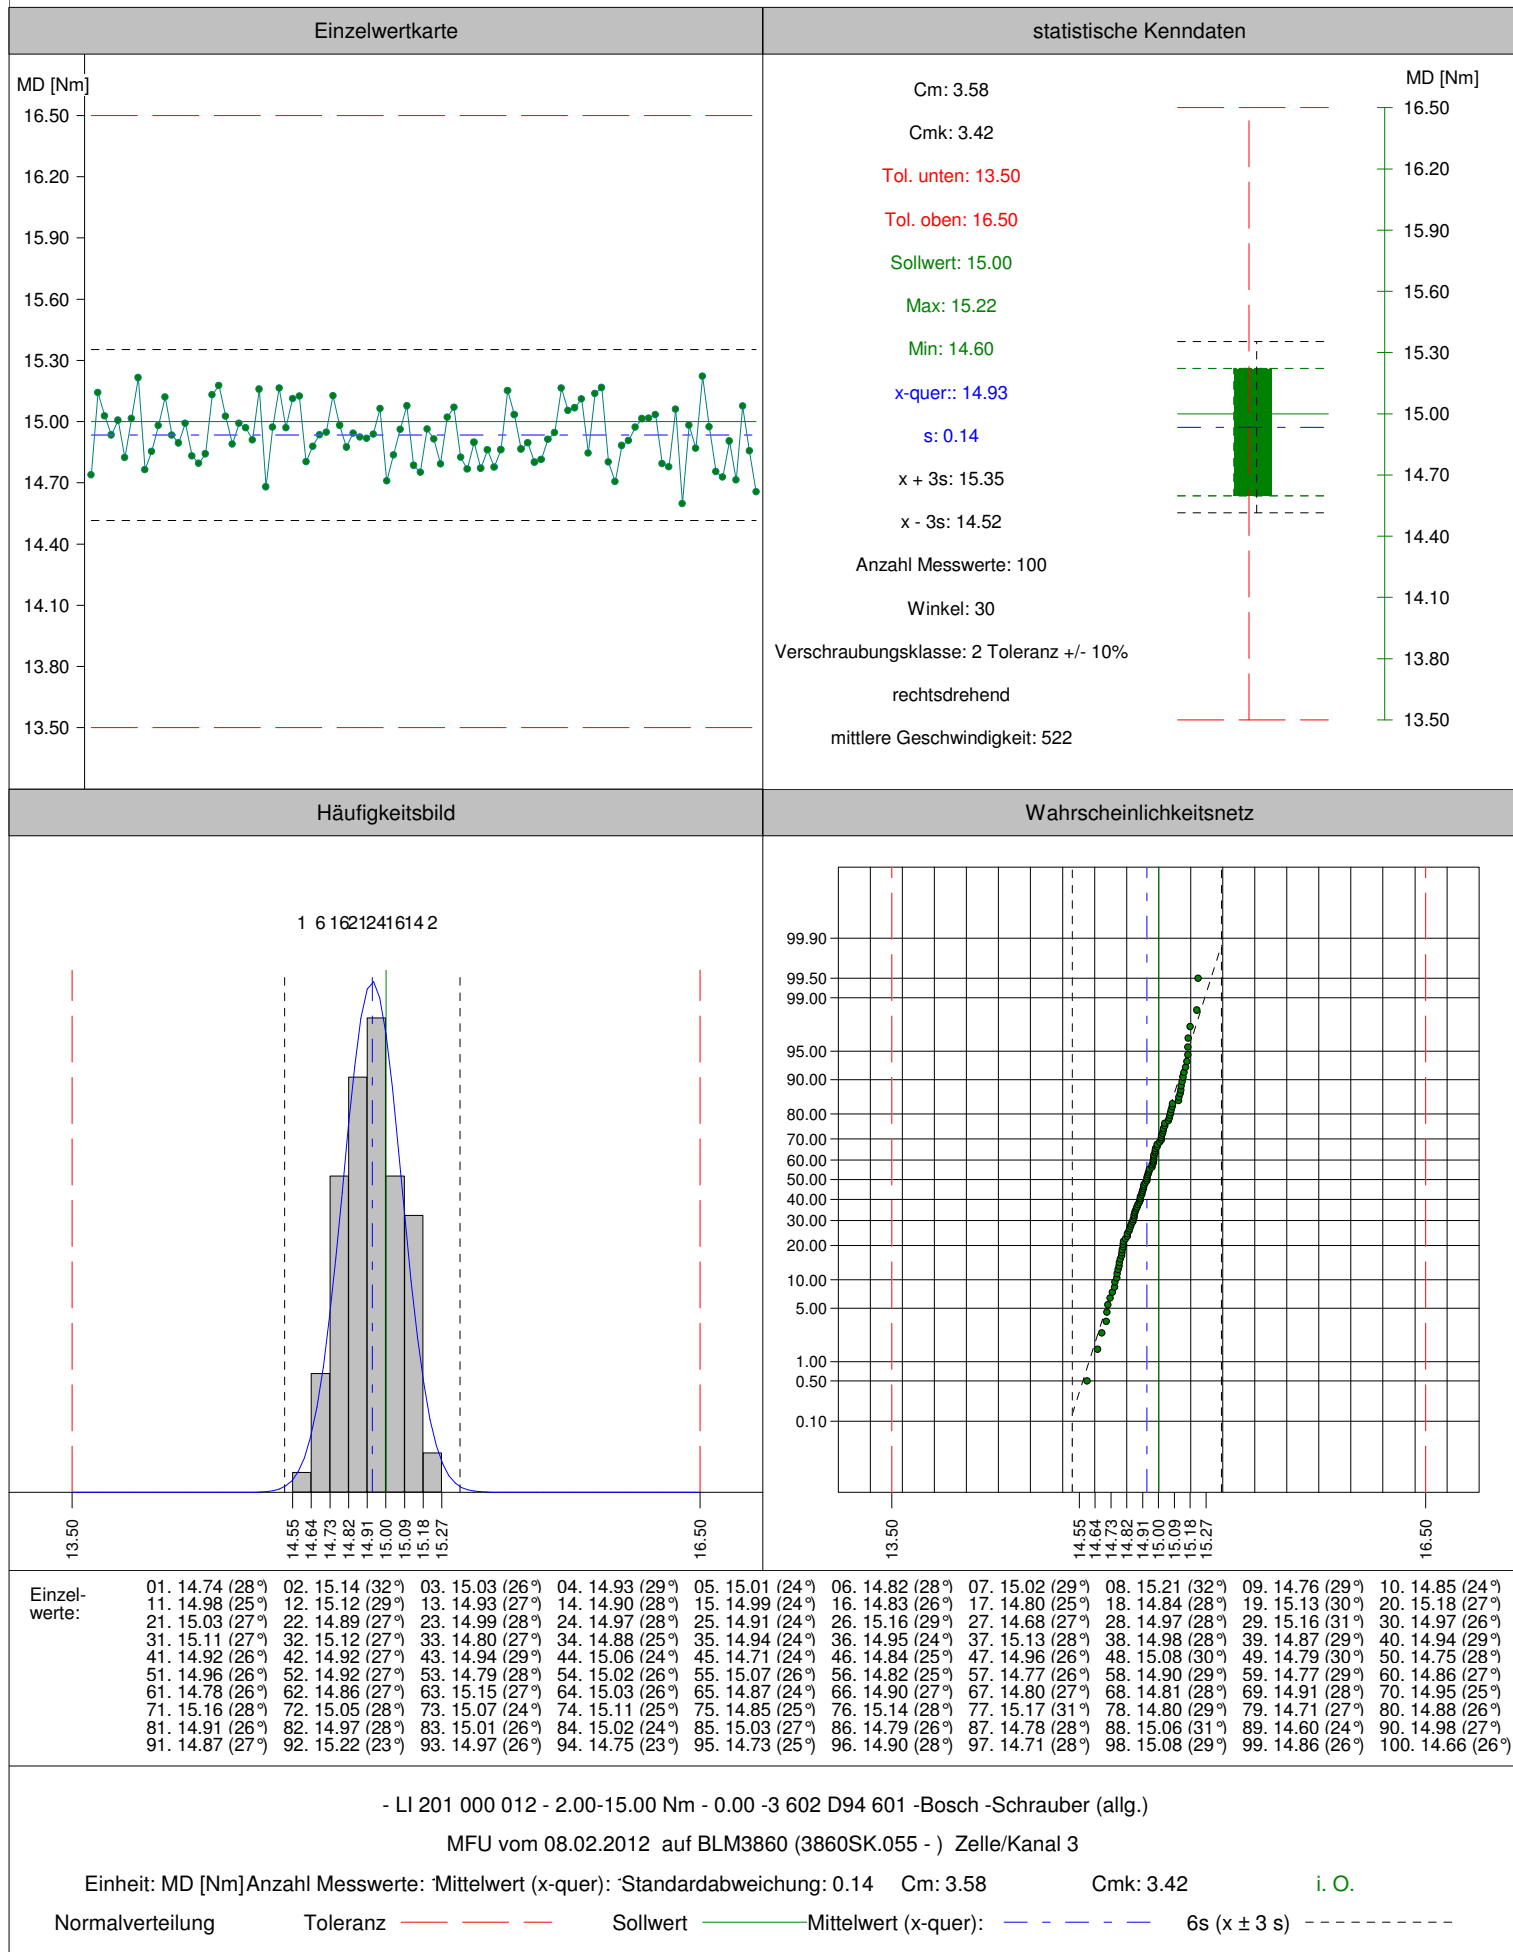 Einzelwertkarte
MD [Nm]
16.50
16.20
15.90
15.60
15.30
15.00
14.70
14.40
14.10
13.80
13.50
statistische Kenndaten
Cm: 3.58
Cmk: 3.42
Tol. unten: 13.50
Tol. oben: 16.50
Sollwert: 15.00
Max: 15.22
Min: 14.60
x-quer:: 14.93
s: 0.14
x + 3s: 15.35
x - 3s: 14.52
Anzahl Messwerte: 100
Winkel: 30
Verschraubungsklasse: 2 Toleranz +/- 10%
rechtsdrehend
mittlere Geschwindigkeit: 522
MD [Nm]
16.50
16.20
15.90
15.60
15.30
15.00
14.70
14.40
14.10
13.80
13.50
Häufigkeitsbild
1 6 16 21 24 16 14 2
13.50 14.55 14.64 14.73 14.82 14.91 15.00 15.09 15.18 15.27 16.50
Wahrscheinlichkeitsnetz
99.90
99.50
99.00
95.00
90.00
80.00
70.00
60.00
50.00
40.00
30.00
20.00
10.00
5.00
1.00
0.50
0.10
13.50 14.55 14.64 14.73 14.82 14.91 15.00 15.09 15.18 15.27 16.50
Einzel-
werte:
01. 14.74 (28°) 02. 15.14 (32°) 03. 15.03 (26°) 04. 14.93 (29°) 05. 15.01 (24°) 06. 14.82 (28°) 07. 15.02 (29°) 08. 15.21 (32°) 09. 14.76 (29°) 10. 14.85 (24°)
11. 14.98 (25°) 12. 15.12 (29°) 13. 14.93 (27°) 14. 14.90 (28°) 15. 14.99 (24°) 16. 14.83 (26°) 17. 14.80 (25°) 18. 14.84 (28°) 19. 15.13 (30°) 20. 15.18 (27°)
21. 15.03 (27°) 22. 14.89 (27°) 23. 14.99 (28°) 24. 14.97 (28°) 25. 14.91 (24°) 26. 15.16 (29°) 27. 14.68 (27°) 28. 14.97 (28°) 29. 15.16 (31°) 30. 14.97 (26°)
31. 15.11 (27°) 32. 15.12 (27°) 33. 14.80 (27°) 34. 14.88 (25°) 35. 14.94 (24°) 36. 14.95 (24°) 37. 15.13 (28°) 38. 14.98 (28°) 39. 14.87 (29°) 40. 14.94 (29°)
41. 14.92 (26°) 42. 14.92 (27°) 43. 14.94 (29°) 44. 15.06 (24°) 45. 14.71 (24°) 46. 14.84 (25°) 47. 14.96 (26°) 48. 15.08 (30°) 49. 14.79 (30°) 50. 14.75 (28°)
51. 14.96 (26°) 52. 14.92 (27°) 53. 14.79 (28°) 54. 15.02 (26°) 55. 15.07 (26°) 56. 14.82 (25°) 57. 14.77 (26°) 58. 14.90 (29°) 59. 14.77 (29°) 60. 14.86 (27°)
61. 14.78 (26°) 62. 14.86 (27°) 63. 15.15 (27°) 64. 15.03 (26°) 65. 14.87 (24°) 66. 14.90 (27°) 67. 14.80 (27°) 68. 14.81 (28°) 69. 14.91 (28°) 70. 14.95 (25°)
71. 15.16 (28°) 72. 15.05 (28°) 73. 15.07 (24°) 74. 15.11 (25°) 75. 14.85 (25°) 76. 15.14 (28°) 77. 15.17 (31°) 78. 14.80 (29°) 79. 14.71 (27°) 80. 14.88 (26°)
81. 14.91 (26°) 82. 14.97 (28°) 83. 15.01 (26°) 84. 15.02 (24°) 85. 15.03 (27°) 86. 14.79 (26°) 87. 14.78 (28°) 88. 15.06 (31°) 89. 14.60 (24°) 90. 14.98 (27°)
91. 14.87 (27°) 92. 15.22 (23°) 93. 14.97 (26°) 94. 14.75 (23°) 95. 14.73 (25°) 96. 14.90 (28°) 97. 14.71 (28°) 98. 15.08 (29°) 99. 14.86 (26°) 100. 14.66 (26°)
- LI 201 000 012 - 2.00-15.00 Nm - 0.00 -3 602 D94 601 -Bosch -Schrauber (allg.)
MFU vom 08.02.2012 auf BLM3860 (3860SK.055 - ) Zelle/Kanal 3
Einheit: MD [Nm] Anzahl Messwerte: Mittelwert (x-quer): Standardabweichung: 0.14 Cm: 3.58 Cmk: 3.42 i. O.
Normalverteilung Toleranz Sollwert Mittelwert (x-quer): 6s (x ± 3 s)